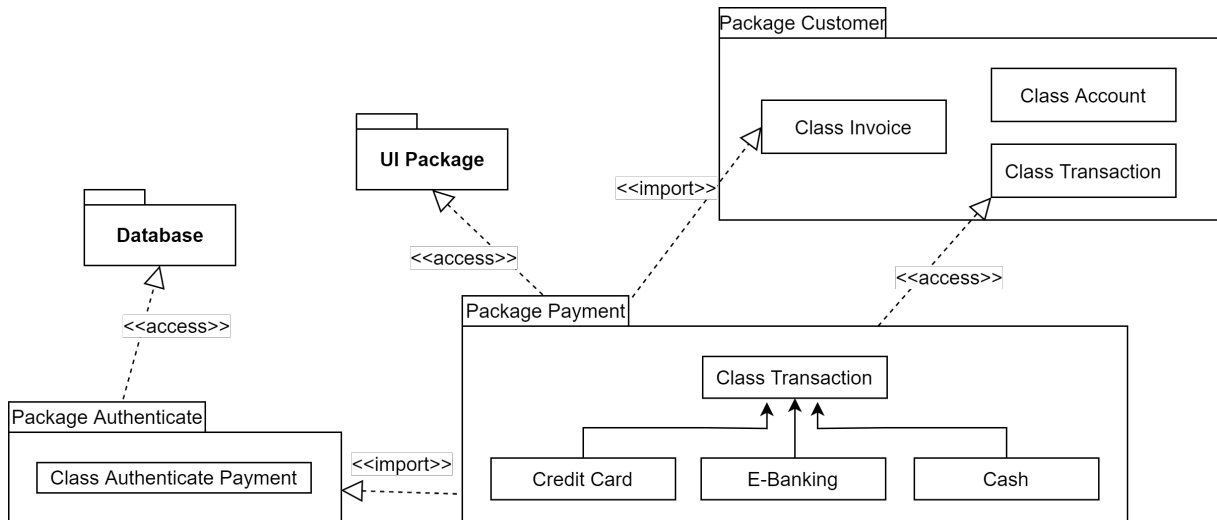 Package Customer
Class Account
Class Invoice
UI Package
Class Transaction
<<import>>
Database
<<access>>
<<access>>
Package Payment
<<access>>
Class Transaction
Package Authenticate
<<import>>
Class Authenticate Payment
Credit Card
E-Banking
Cash